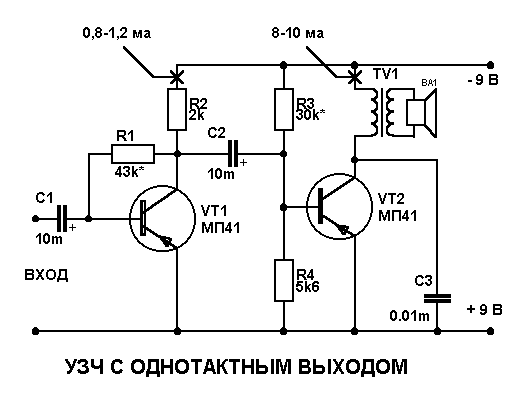 0,8-1,2 ма
8-10 ма
TV1
BA1
- 9 В
R2
2k
R3
30k*
R1
43k*
C2
+
10m
C1
+
10m
VT1
МП41
VT2
МП41
ВХОД
R4
5k6
C3
0.01m
+ 9 В
УЗЧ С ОДНОТАКТНЫМ ВЫХОДОМ